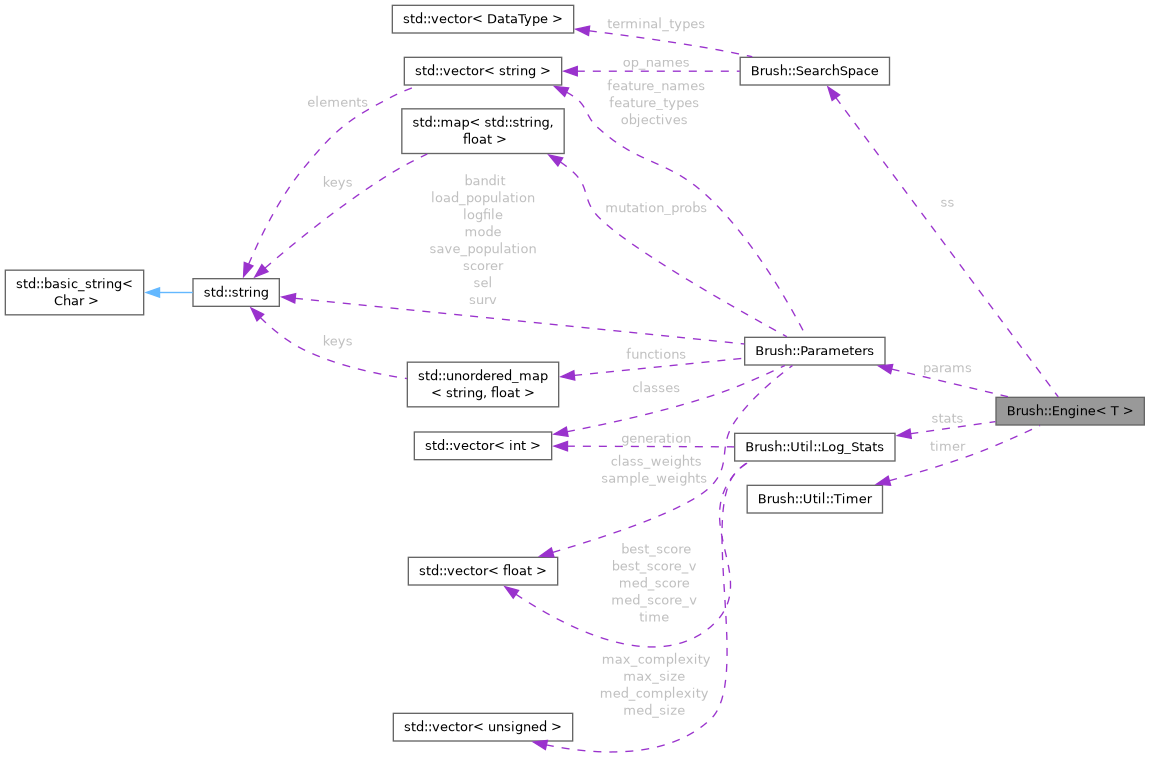 std::vector< DataType >
terminal_types
std::vector< string >
op_names
Brush::SearchSpace
feature_names
feature_types
objectives
elements
std::map< std::string,
float >
keys
bandit
load_population
logfile
mode
save_population
scorer
sel
surv
mutation_probs
ss
std::basic_string<
Char >
std::string
keys
Brush::Parameters
functions
std::unordered_map
< string, float >
classes
params
Brush::Engine< T >
stats
timer
std::vector< int >
generation
Brush::Util::Log_Stats
class_weights
sample_weights
Brush::Util::Timer
std::vector< float >
best_score
best_score_v
med_score
med_score_v
time
max_complexity
max_size
med_complexity
med_size
std::vector< unsigned >